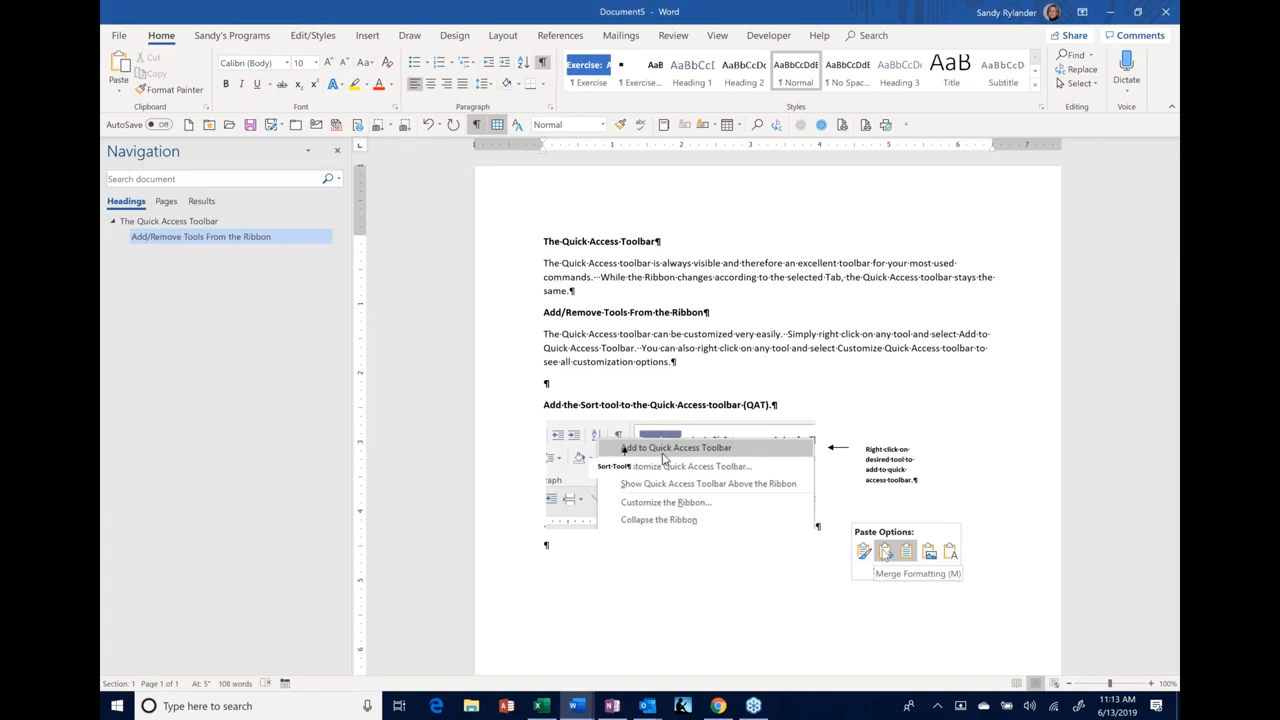 Document5 - Word
Sandy Rylander
File Home Sandy's Programs Edit/Styles Insert Draw Design Layout References Mailings Review View Developer Help Search Share Comments
Paste
Cut
Copy
Format Painter
Clipboard
Calibri (Body) 10
Font
Paragraph
Exercise: A
¶ Exercise...
AaB
¶ Exercise...
AaBbCcD
Heading 1
AaBbCcDc
Heading 2
AaBbCcDdE
¶ Normal
AaBbCcDdE
¶ No Spac...
AaBbCcDdE
Heading 3
AaB
Title
AaBbCcD
Subtitle
Styles
Find
Replace
Select
Editing
Dictate
Voice
AutoSave Off
Normal
Navigation
Search document
Headings Pages Results
The Quick Access Toolbar
Add/Remove Tools From the Ribbon
The·Quick·Access·Toolbar¶
The·Quick·Access·toolbar·is·always·visible·and·therefore·an·excellent·toolbar·for·your·most·used·
commands.··While·the·Ribbon·changes·according·to·the·selected·Tab,·the·Quick·Access·toolbar·stays·the·
same.¶
Add/Remove·Tools·From·the·Ribbon¶
The·Quick·Access·toolbar·can·be·customized·very·easily.··Simply·right·click·on·any·tool·and·select·Add·to·
Quick·Access·Toolbar.··You·can·also·right·click·on·any·tool·and·select·Customize·Quick·Access·toolbar·to·
see·all·customization·options.¶
¶
Add·the·Sort·tool·to·the·Quick·Access·toolbar·(QAT).¶
Add to Quick Access Toolbar
Sort·Tool¶
tomize Quick Access Toolbar...
raph
Show Quick Access Toolbar Above the Ribbon
Customize the Ribbon...
Collapse the Ribbon
¶
Right·click·on·
desired·tool·to·
add·to·quick·
access·toolbar.¶
¶
Paste Options:
Merge Formatting (M)
Section: 1 Page 1 of 1 At: 5" 108 words
100%
Type here to search
11:13 AM
6/13/2019